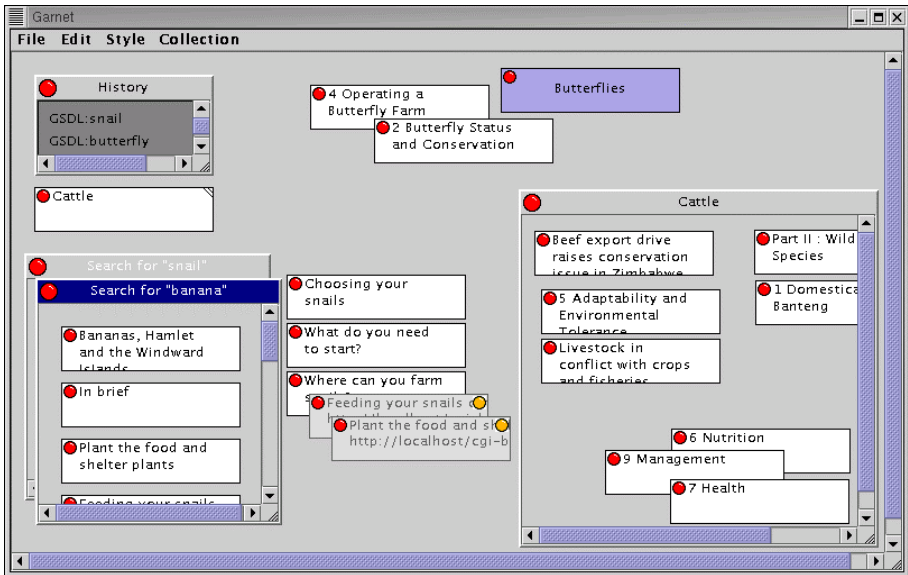 Garnet
File Edit Style Collection
History
GSDL:snail
GSDL:butterfly
Cattle
4 Operating a
Butterfly Farm
2 Butterfly Status
and Conservation
Butterflies
Search for "snail"
Search for "banana"
Bananas, Hamlet
and the Windward
Islands
In brief
Plant the food and
shelter plants
Feeding your snails
Choosing your
snails
What do you need
to start?
Where can you farm
Feeding your snails
Plant the food and
http://localhost/cgi-b
Cattle
Beef export drive
raises conservation
issue in Zimbabwe
5 Adaptability and
Environmental
Tolerance
Livestock in
conflict with crops
and fisheries
Part II : Wild
Species
1 Domestica
Banteng
6 Nutrition
9 Management
7 Health